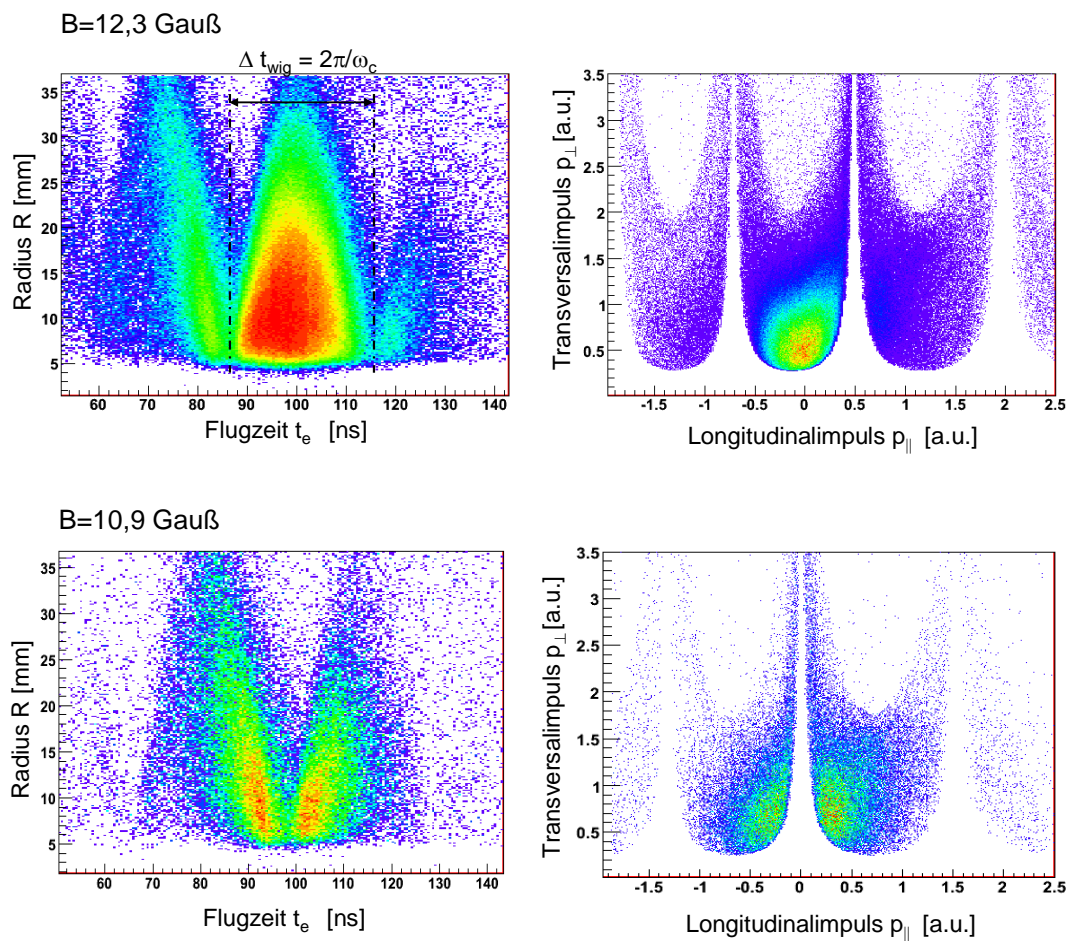 B=12,3 Gauß
Δ t_wig = 2π/ω_c
Radius R [mm]
35
30
25
20
15
10
5
60 70 80 90 100 110 120 130 140
Flugzeit t_e [ns]
Transversalimpuls p_⊥ [a.u.]
3.5
3
2.5
2
1.5
1
0.5
-1.5 -1 -0.5 0 0.5 1 1.5 2 2.5
Longitudinalimpuls p_∥ [a.u.]
B=10,9 Gauß
Radius R [mm]
35
30
25
20
15
10
5
60 70 80 90 100 110 120 130 140
Flugzeit t_e [ns]
Transversalimpuls p_⊥ [a.u.]
3.5
3
2.5
2
1.5
1
0.5
-1.5 -1 -0.5 0 0.5 1 1.5 2 2.5
Longitudinalimpuls p_∥ [a.u.]